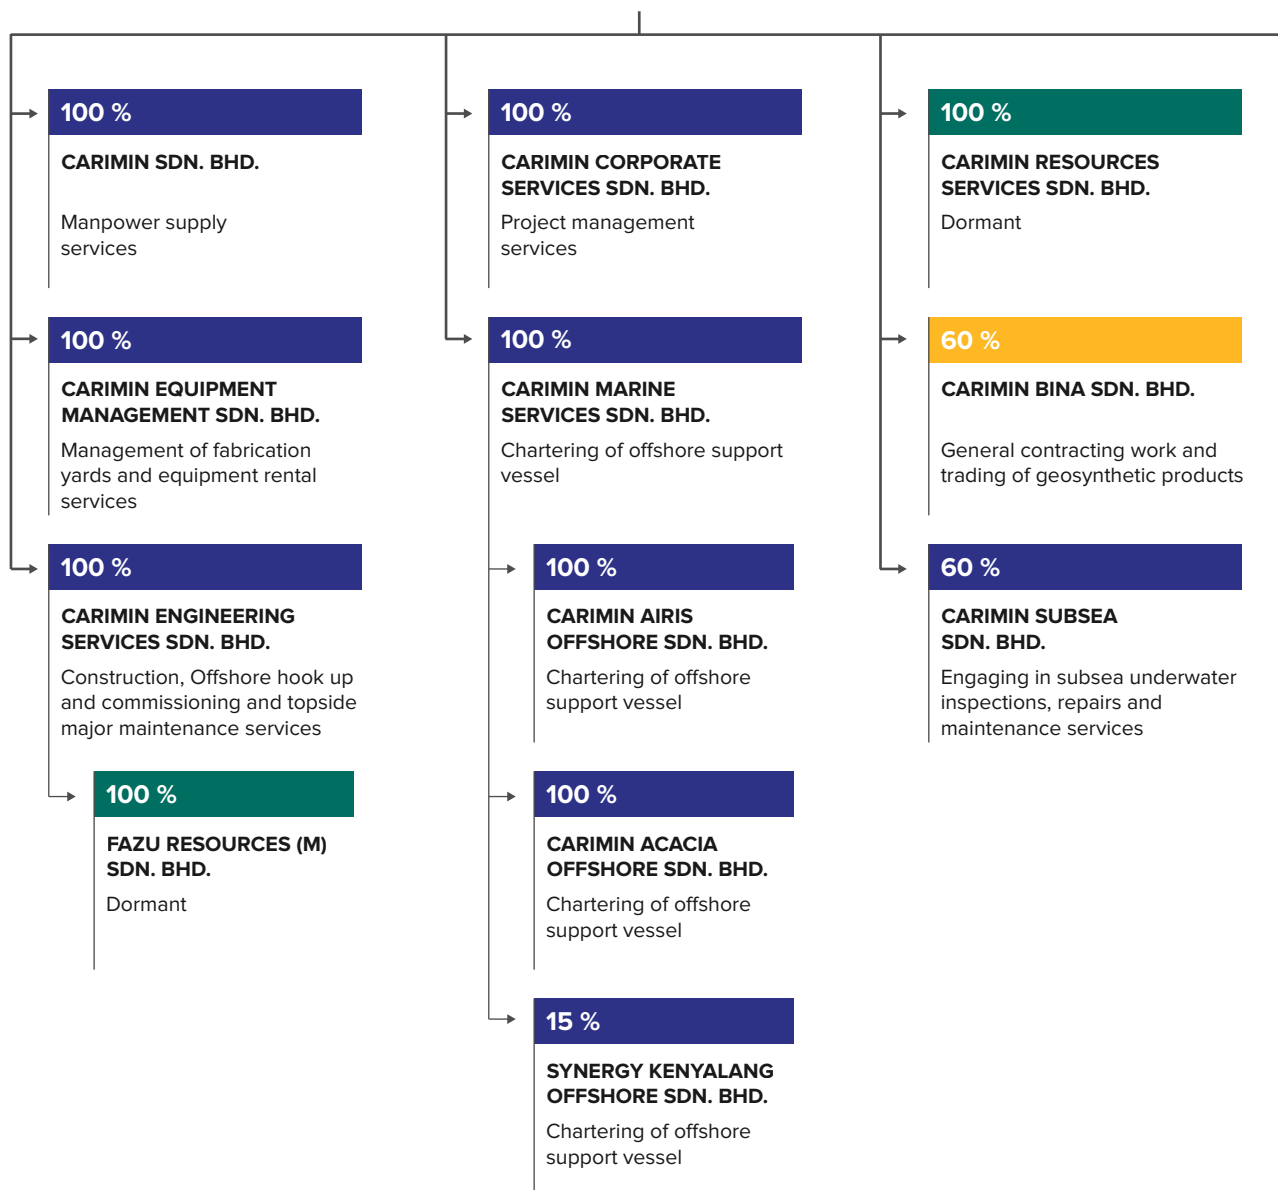 100 %
CARIMIN SDN. BHD.
Manpower supply
services
100 %
CARIMIN EQUIPMENT
MANAGEMENT SDN. BHD.
Management of fabrication
yards and equipment rental
services
100 %
CARIMIN ENGINEERING
SERVICES SDN. BHD.
Construction, Offshore hook up
and commissioning and topside
major maintenance services
100 %
FAZU RESOURCES (M)
SDN. BHD.
Dormant
100 %
CARIMIN CORPORATE
SERVICES SDN. BHD.
Project management
services
100 %
CARIMIN MARINE
SERVICES SDN. BHD.
Chartering of offshore support
vessel
100 %
CARIMIN AIRIS
OFFSHORE SDN. BHD.
Chartering of offshore
support vessel
100 %
CARIMIN ACACIA
OFFSHORE SDN. BHD.
Chartering of offshore
support vessel
15 %
SYNERGY KENYALANG
OFFSHORE SDN. BHD.
Chartering of offshore
support vessel
100 %
CARIMIN RESOURCES
SERVICES SDN. BHD.
Dormant
60 %
CARIMIN BINA SDN. BHD.
General contracting work and
trading of geosynthetic products
60 %
CARIMIN SUBSEA
SDN. BHD.
Engaging in subsea underwater
inspections, repairs and
maintenance services